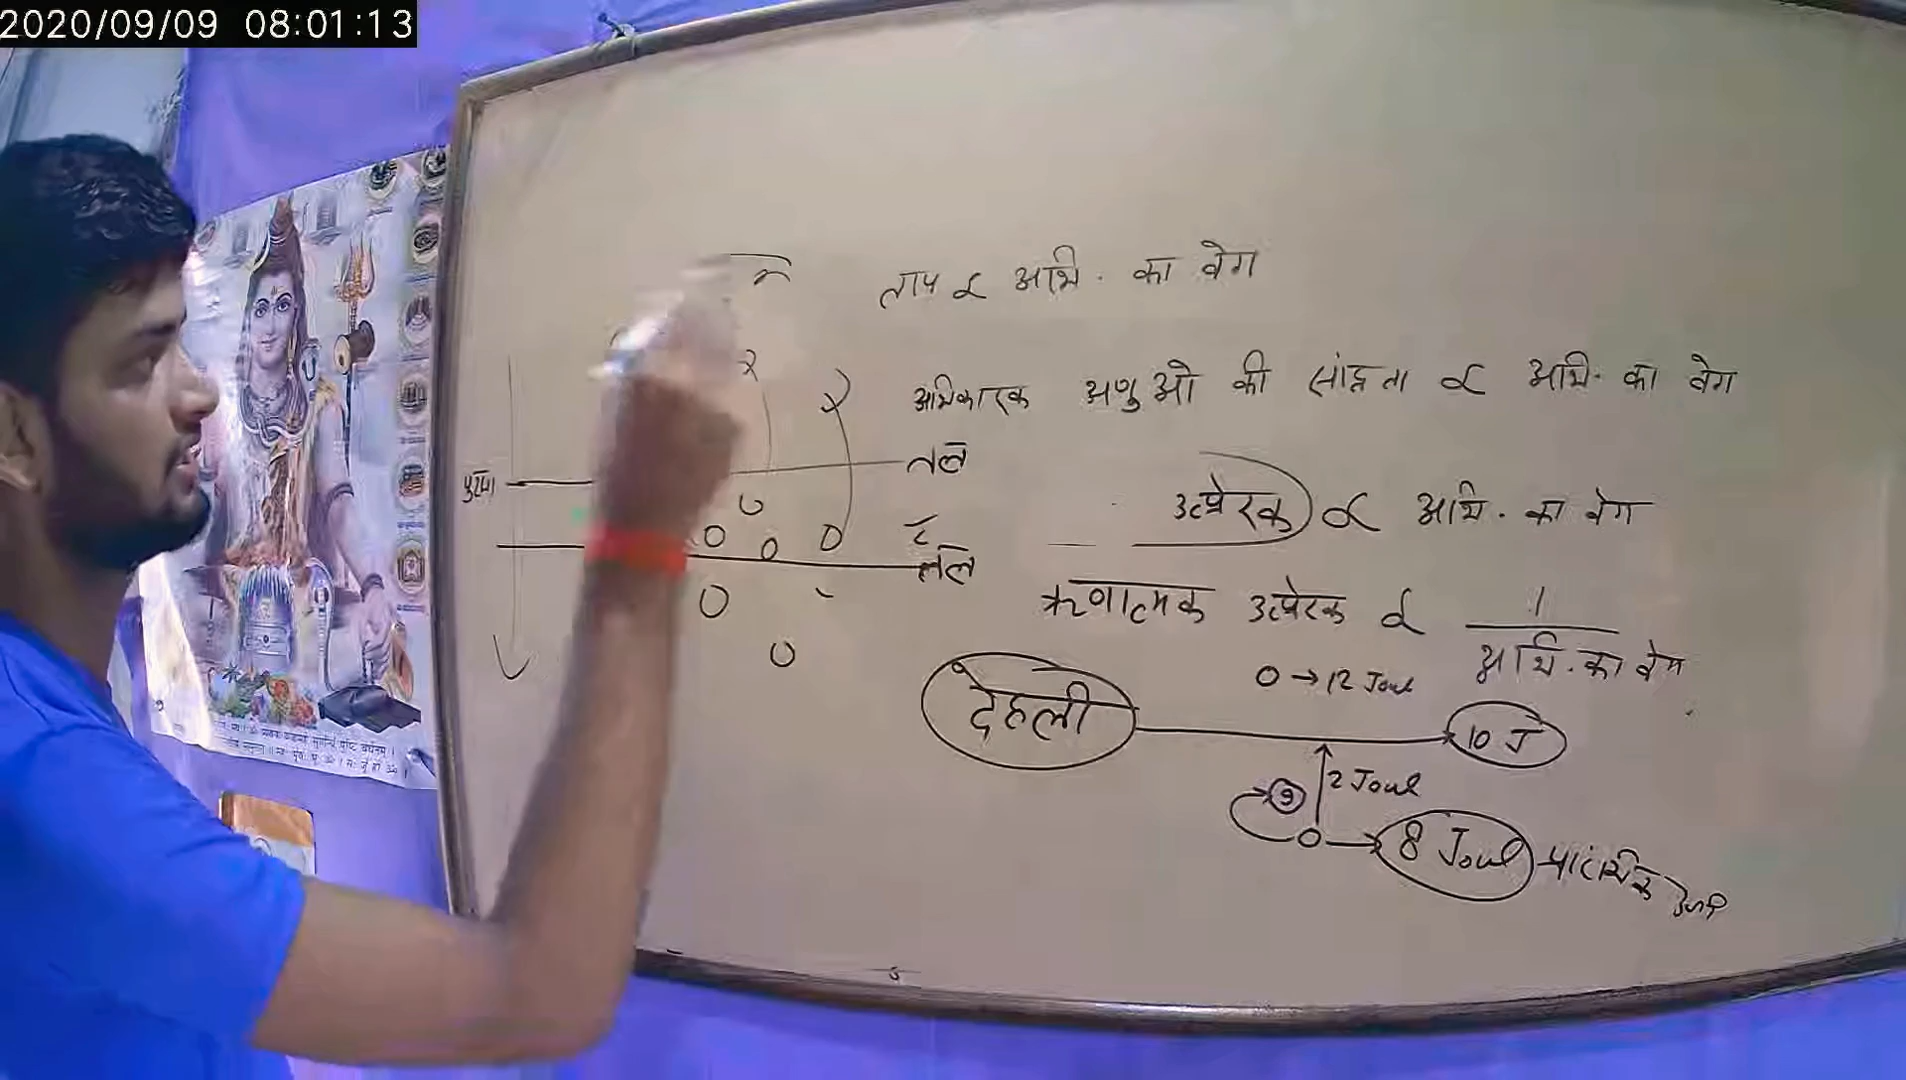 2020/09/09 08:01:13
ताप ∝ अभि. का वेग
अभिकारक अणुओ की सांद्रता ∝ अभि. का वेग
पृष्ठ
तल
उत्प्रेरक ∝ अभि. का वेग
तल
ऋणात्मक उत्प्रेरक ∝ 1
अभि. का वेग
0 → 12 Joul
देहली
10 J
2 Joul
9
8 Joul